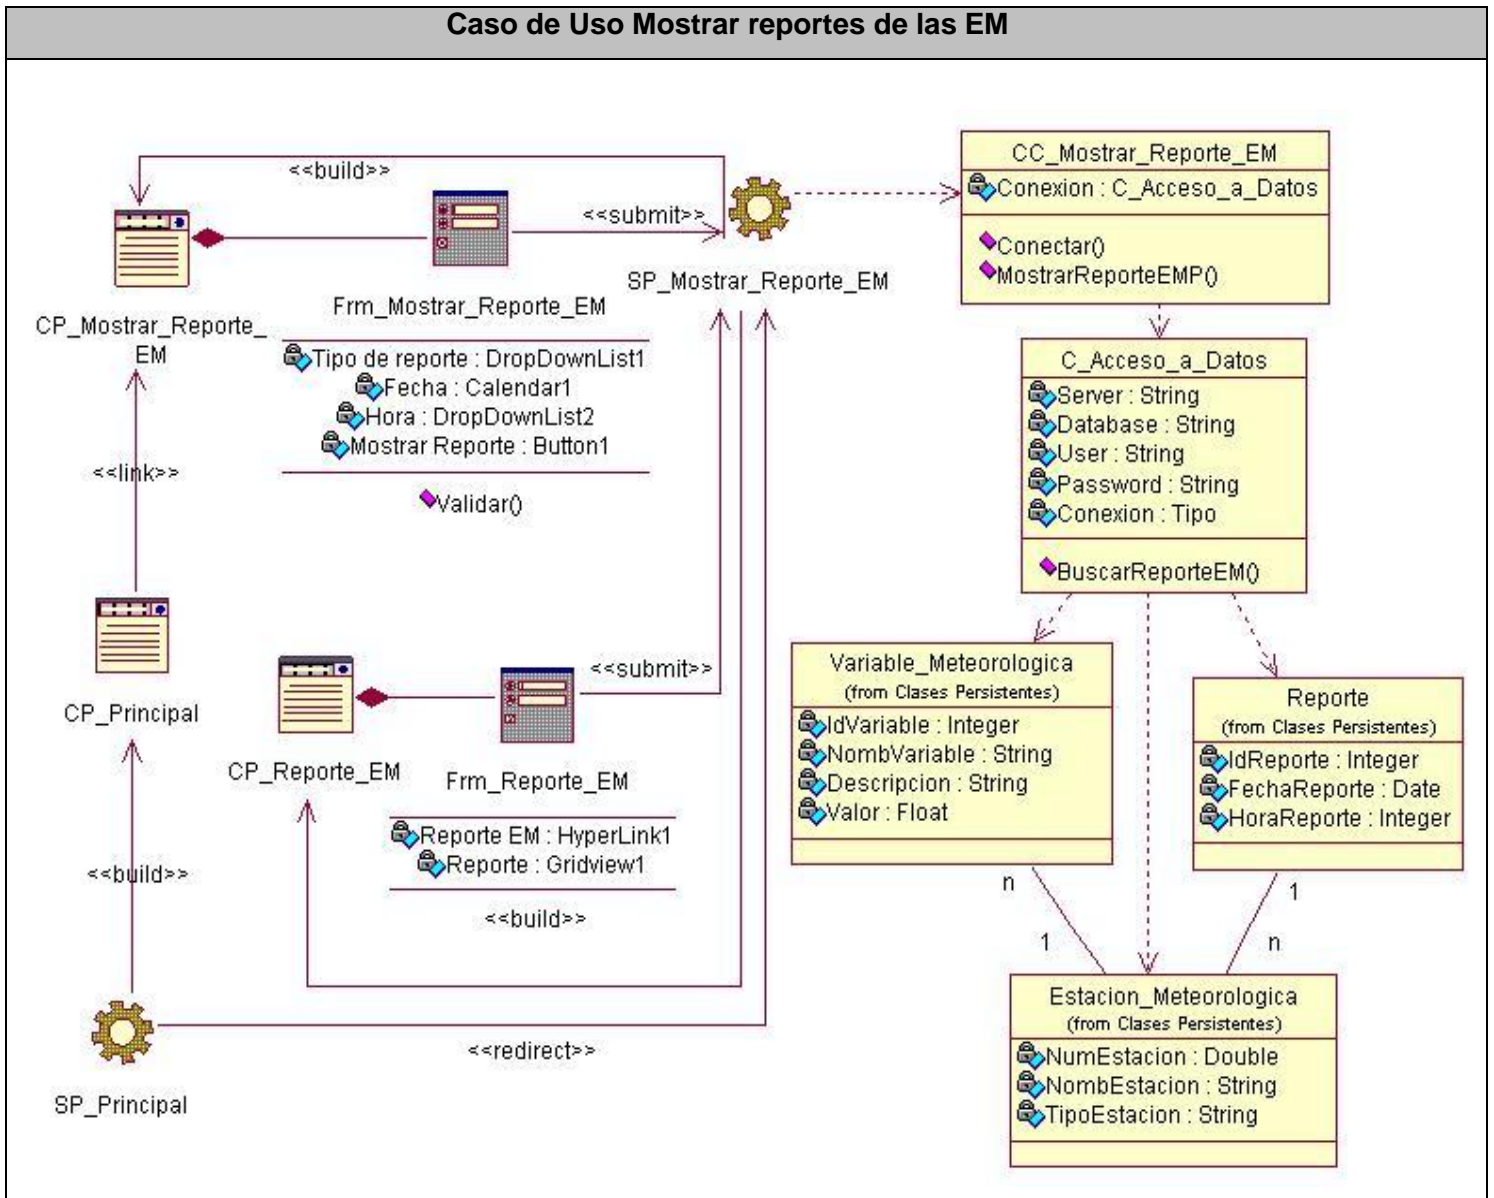 Caso de Uso Mostrar reportes de las EM
<<build>>
<<submit>>
CP_Mostrar_Reporte_
EM
Frm_Mostrar_Reporte_EM
Tipo de reporte : DropDownList1
Fecha : Calendar1
Hora : DropDownList2
Mostrar Reporte : Button1
Validar()
SP_Mostrar_Reporte_EM
CC_Mostrar_Reporte_EM
Conexion : C_Acceso_a_Datos
Conectar()
MostrarReporteEMP()
C_Acceso_a_Datos
Server : String
Database : String
User : String
Password : String
Conexion : Tipo
BuscarReporteEM()
<<link>>
CP_Principal
<<build>>
SP_Principal
<<redirect>>
CP_Reporte_EM
<<submit>>
Frm_Reporte_EM
Reporte EM : HyperLink1
Reporte : Gridview1
<<build>>
Variable_Meteorologica
(from Clases Persistentes)
IdVariable : Integer
NombVariable : String
Descripcion : String
Valor : Float
Reporte
(from Clases Persistentes)
IdReporte : Integer
FechaReporte : Date
HoraReporte : Integer
n
1
1
n
Estacion_Meteorologica
(from Clases Persistentes)
NumEstacion : Double
NombEstacion : String
TipoEstacion : String